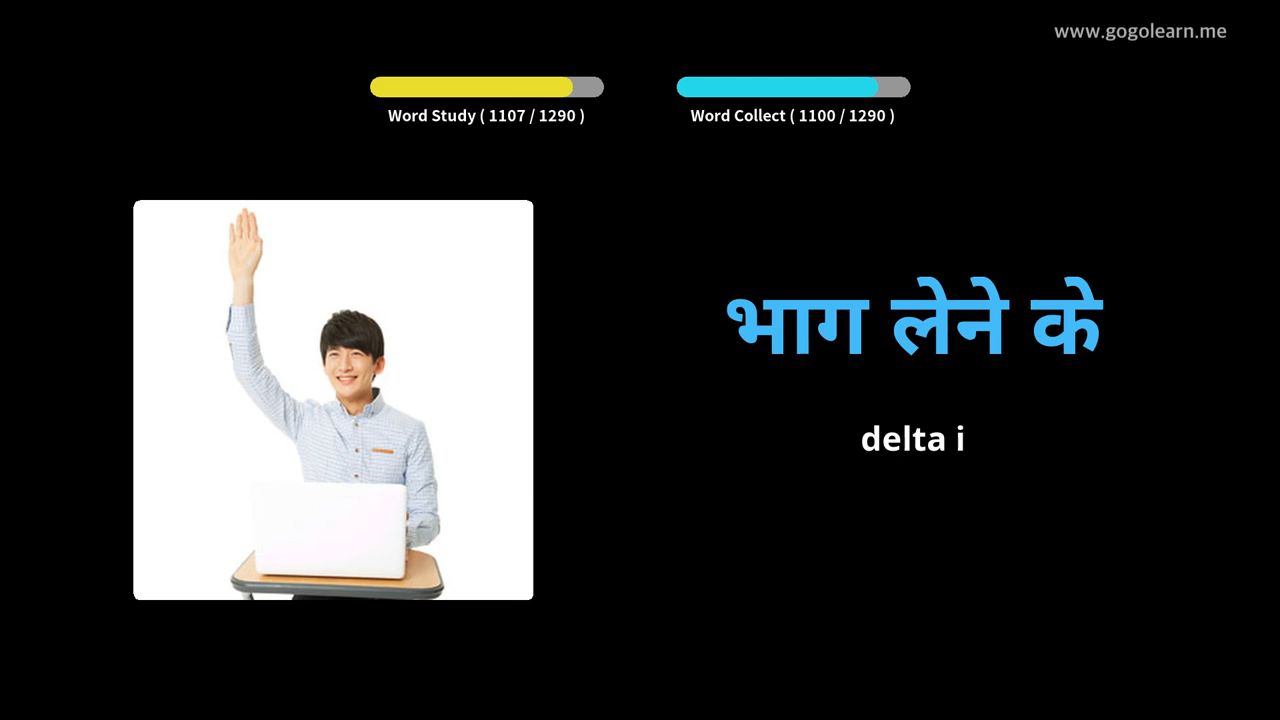 www.gogolearn.me
Word Study ( 1107 / 1290 )
Word Collect ( 1100 / 1290 )
भाग लेने के
delta i